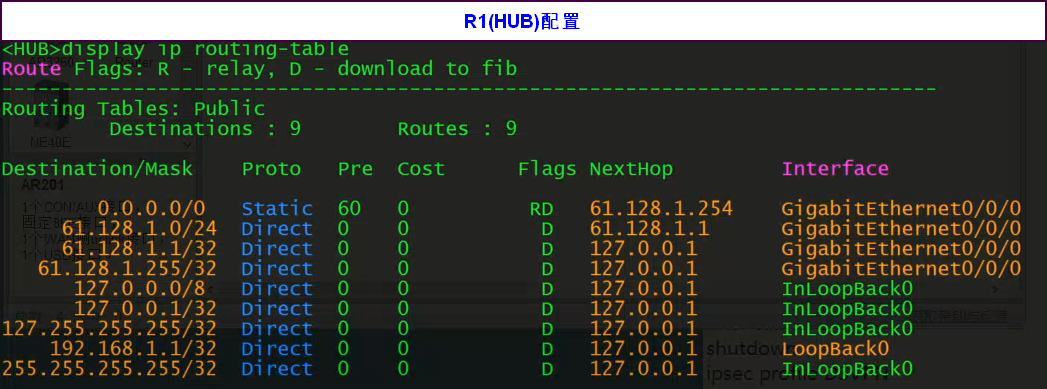 R1(HUB)配置
<HUB>display ip routing-table
Route Flags: R - relay, D - download to fib
------------------------------------------------------------------------------
Routing Tables: Public
Destinations : 9 Routes : 9
NE40E
Destination/Mask Proto Pre Cost Flags NextHop Interface
AR201
0.0.0.0/0 Static 60 0 RD 61.128.1.254 GigabitEthernet0/0/0
61.128.1.0/24 Direct 0 0 D 61.128.1.1 GigabitEthernet0/0/0
61.128.1.1/32 Direct 0 0 D 127.0.0.1 GigabitEthernet0/0/0
61.128.1.255/32 Direct 0 0 D 127.0.0.1 GigabitEthernet0/0/0
127.0.0.0/8 Direct 0 0 D 127.0.0.1 InLoopBack0
127.0.0.1/32 Direct 0 0 D 127.0.0.1 InLoopBack0
127.255.255.255/32 Direct 0 0 D 127.0.0.1 InLoopBack0
192.168.1.1/32 Direct 0 0 D 127.0.0.1 LoopBack0
255.255.255.255/32 Direct 0 0 D 127.0.0.1 InLoopBack0